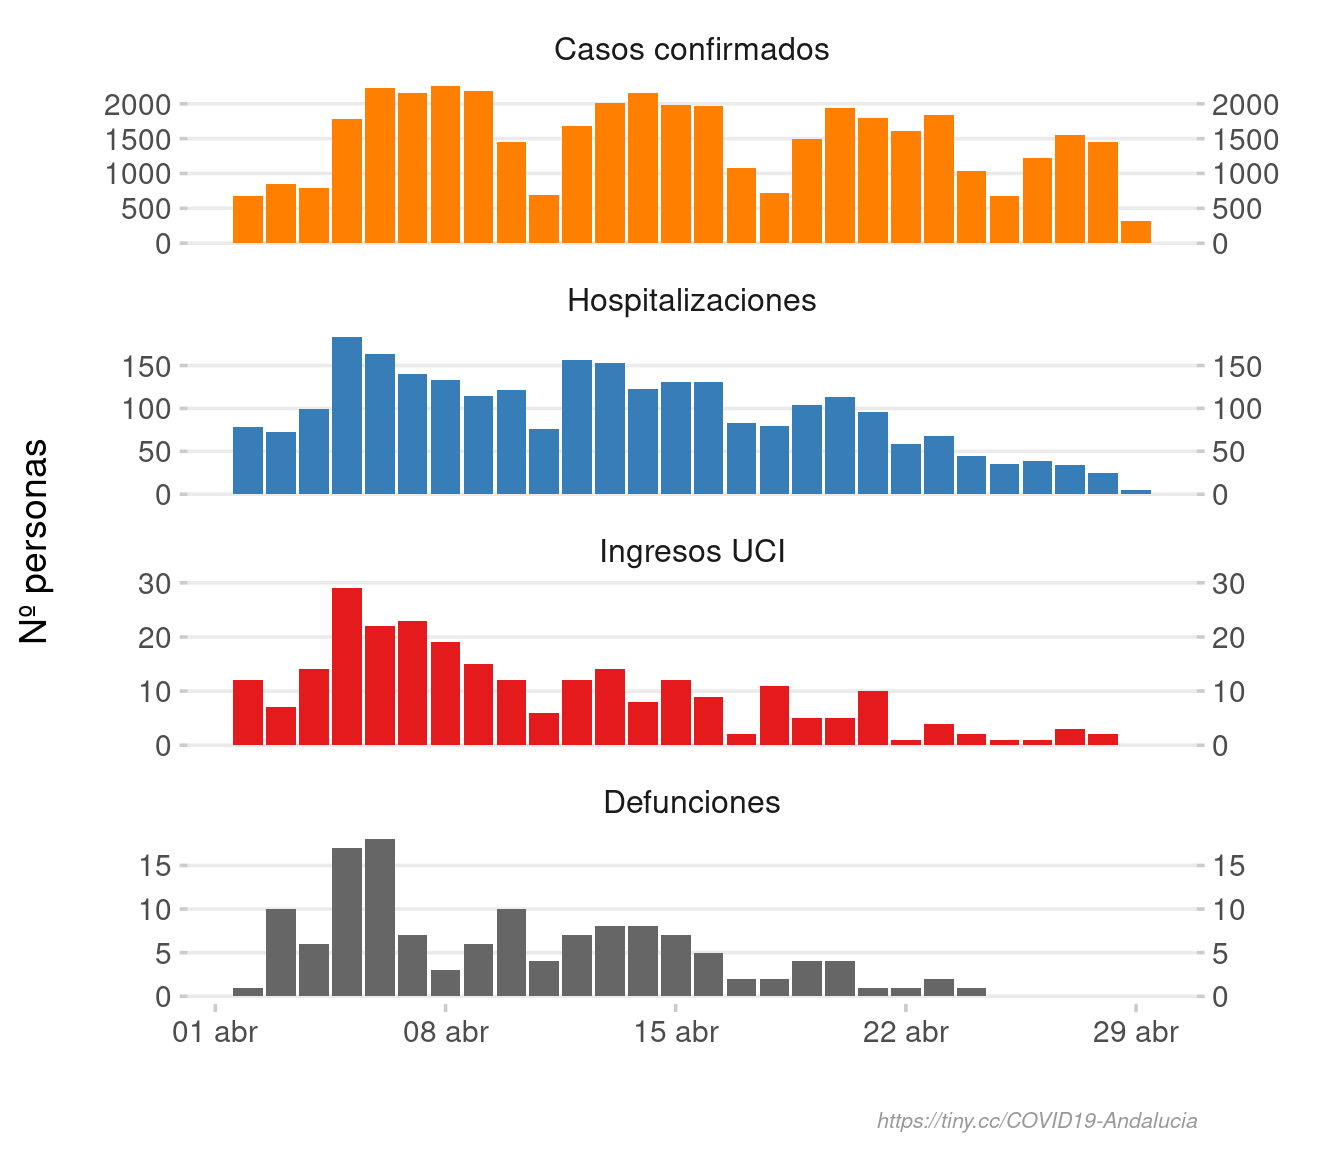 Casos confirmados
2000 2000
1500 1500
1000 1000
500 500
0 0
Hospitalizaciones
150 150
100 100
50 50
0 0
Nº personas
Ingresos UCI
30 30
20 20
10 10
0 0
Defunciones
15 15
10 10
5 5
0 0
01 abr 08 abr 15 abr 22 abr 29 abr
https://tiny.cc/COVID19-Andalucia